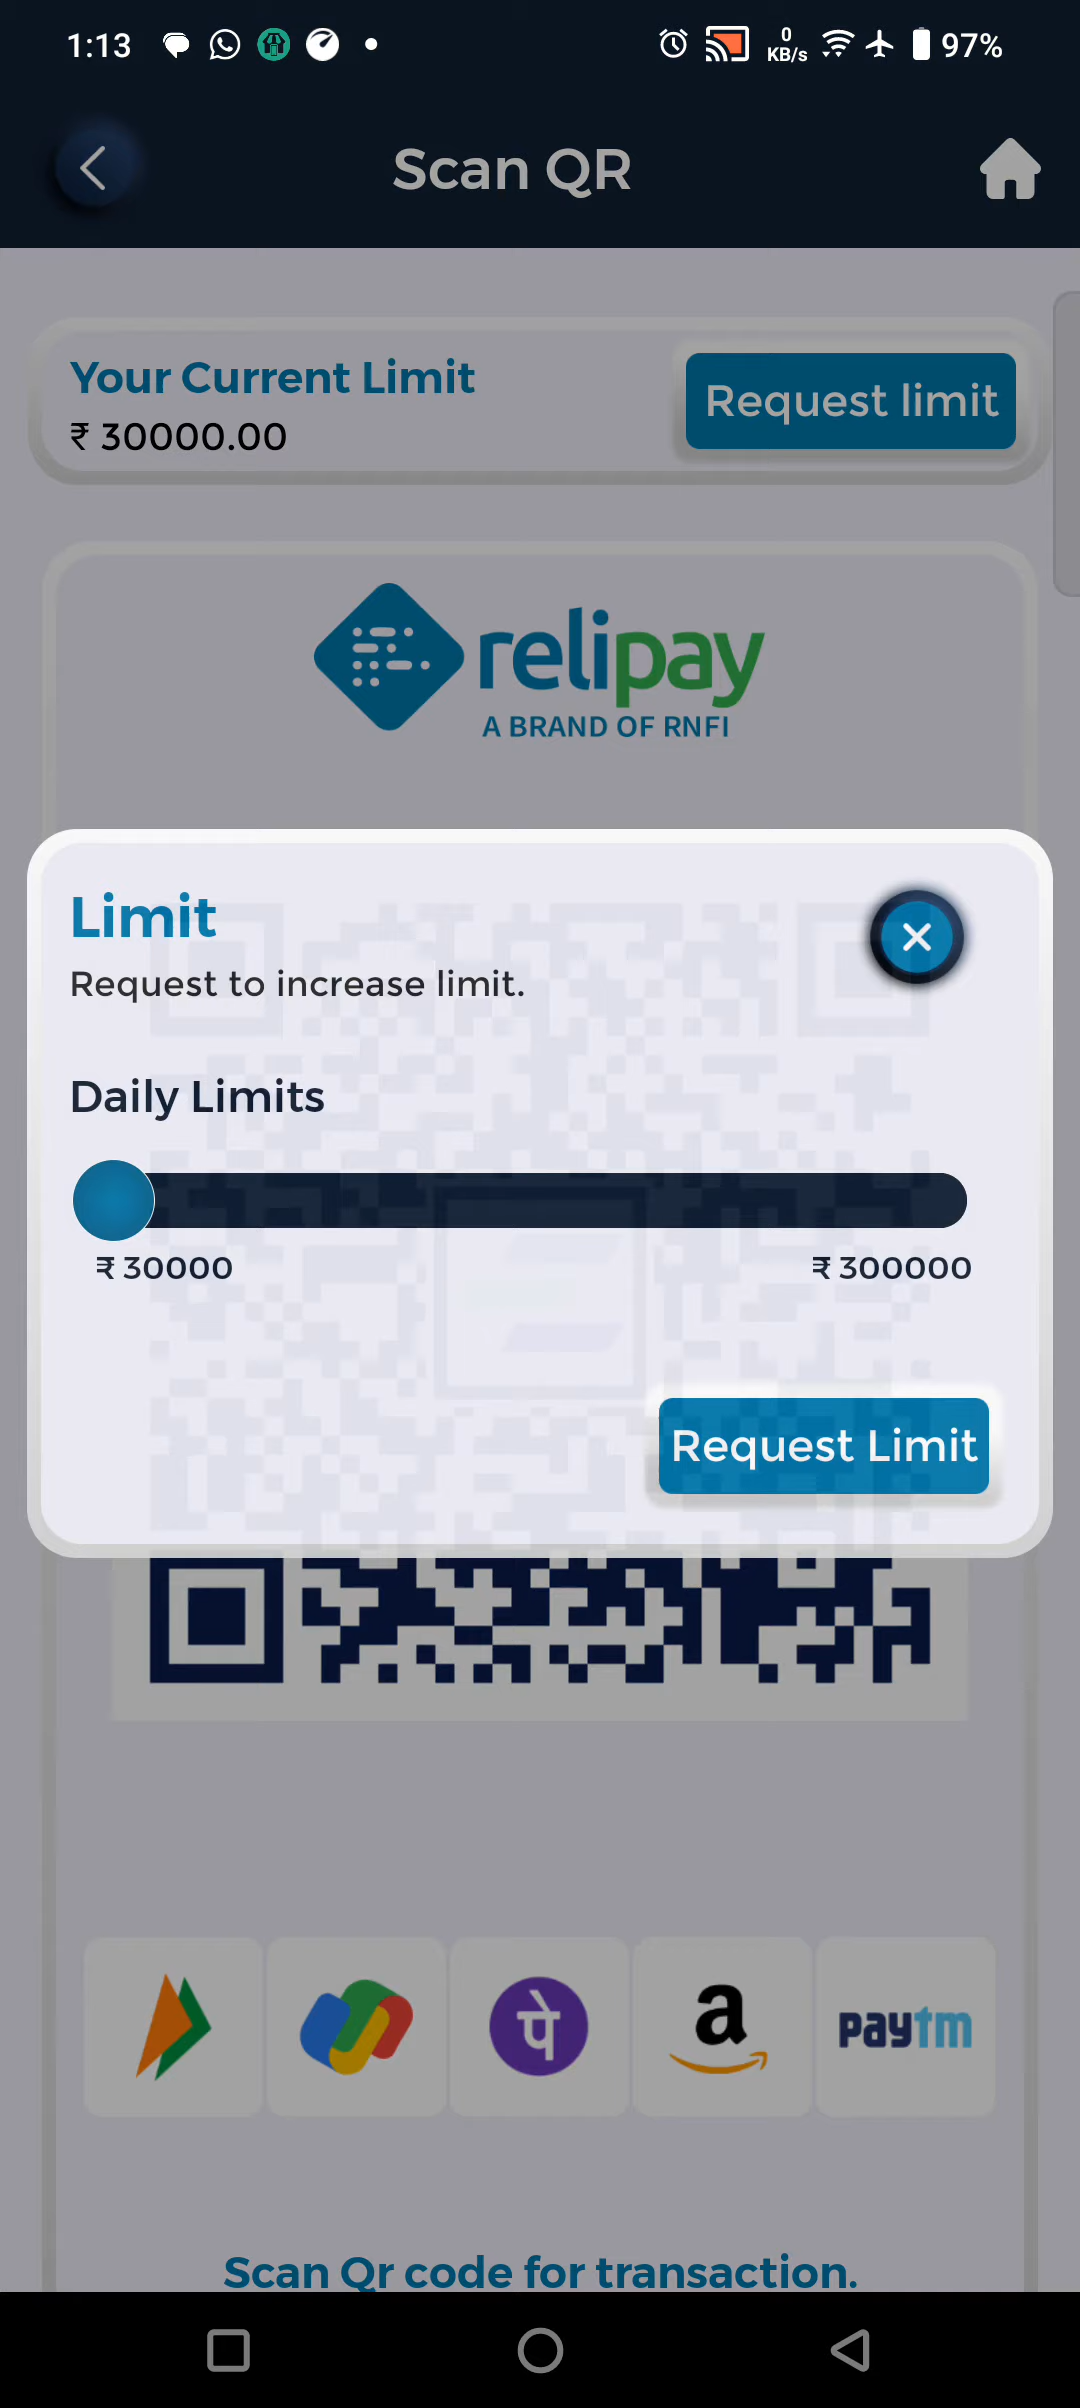 1:13
0
KB/s
97%
Scan QR
Your Current Limit
Request limit
₹ 30000.00
relipay
A BRAND OF RNFI
Limit
Request to increase limit.
Daily Limits
₹ 30000
₹ 300000
Request Limit
पे
a
paytm
Scan Qr code for transaction.